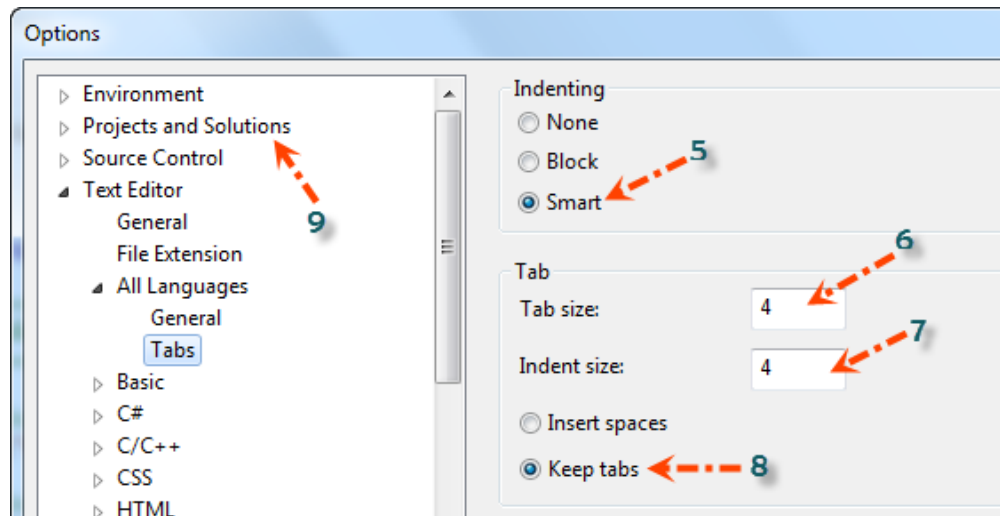 Options
Environment
Projects and Solutions
Source Control
Text Editor
General
File Extension
All Languages
General
Tabs
Basic
C#
C/C++
CSS
HTML
9
Indenting
None
Block
Smart
5
Tab
6
Tab size:
4
7
Indent size:
4
Insert spaces
Keep tabs
8